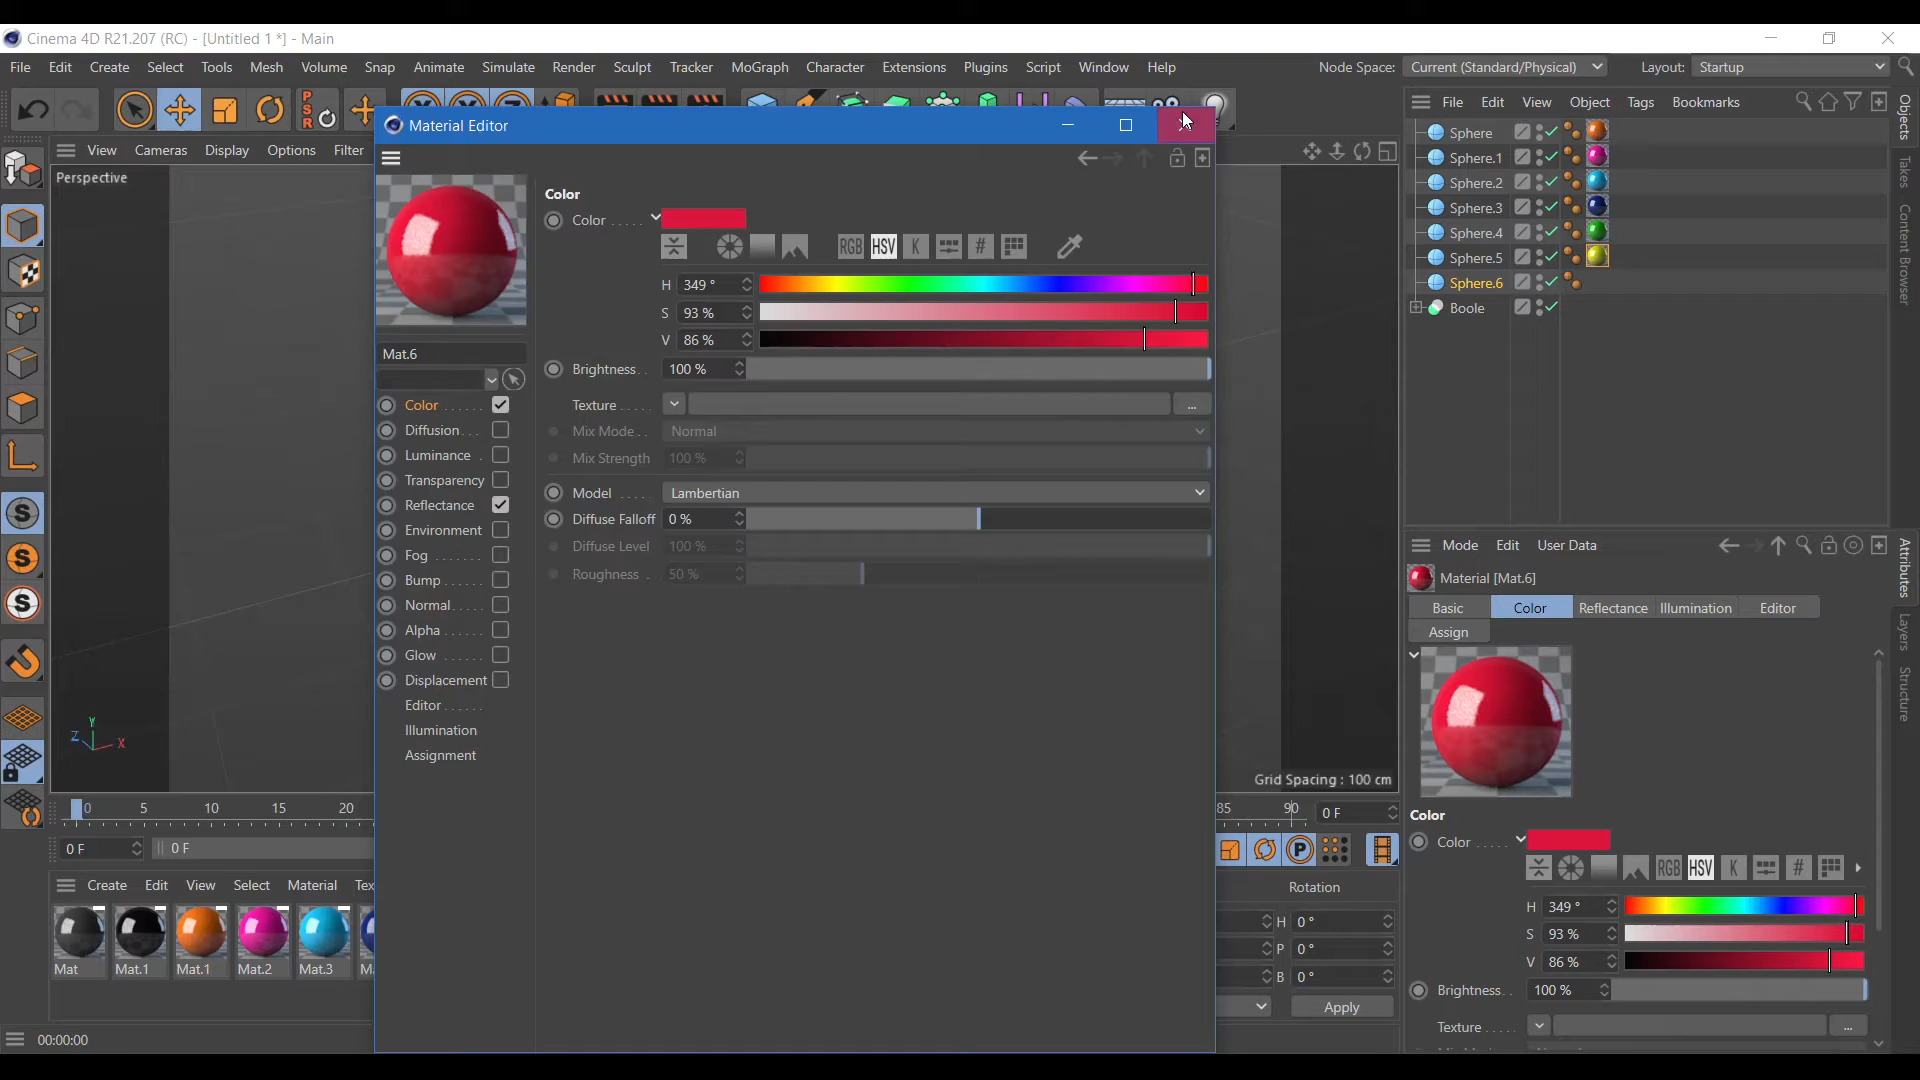 Cinema 4D R21.207 (RC) - [Untitled 1 *] - Main
File Edit Create Select Tools Mesh Volume Snap Animate Simulate Render Sculpt Tracker MoGraph Character Extensions Plugins Script Window Help Node Space: Current (Standard/Physical) Layout: Startup
PSR X Y Z
File Edit View Object Tags Bookmarks
Material Editor
View Cameras Display Options Filter
Perspective
Color
Color
RGB HSV K #
H 349 °
S 93 %
V 86 %
Mat.6
Brightness 100 %
Texture ...
Mix Mode Normal
Mix Strength 100 %
Model Lambertian
Diffuse Falloff 0 %
Diffuse Level 100 %
Roughness 50 %
Color
Diffusion
Luminance
Transparency
Reflectance
Environment
Fog
Bump
Normal
Alpha
Glow
Displacement
Editor
Illumination
Assignment
Sphere
Sphere.1
Sphere.2
Sphere.3
Sphere.4
Sphere.5
Sphere.6
Boole
Objects
Takes
Content Browser
Attributes
Layers
Structure
Mode Edit User Data
Material [Mat.6]
Basic Color Reflectance Illumination Editor
Assign
Color
Color
RGB HSV K #
H 349 °
S 93 %
V 86 %
Brightness 100 %
Texture ...
S
S
S
Y
Z X
Grid Spacing : 100 cm
0 5 10 15 20 85 90 0 F
0 F 0 F P
Create Edit View Select Material
Rotation
H 0 °
P 0 °
B 0 °
Apply
Mat Mat.1 Mat.1 Mat.2 Mat.3
00:00:00